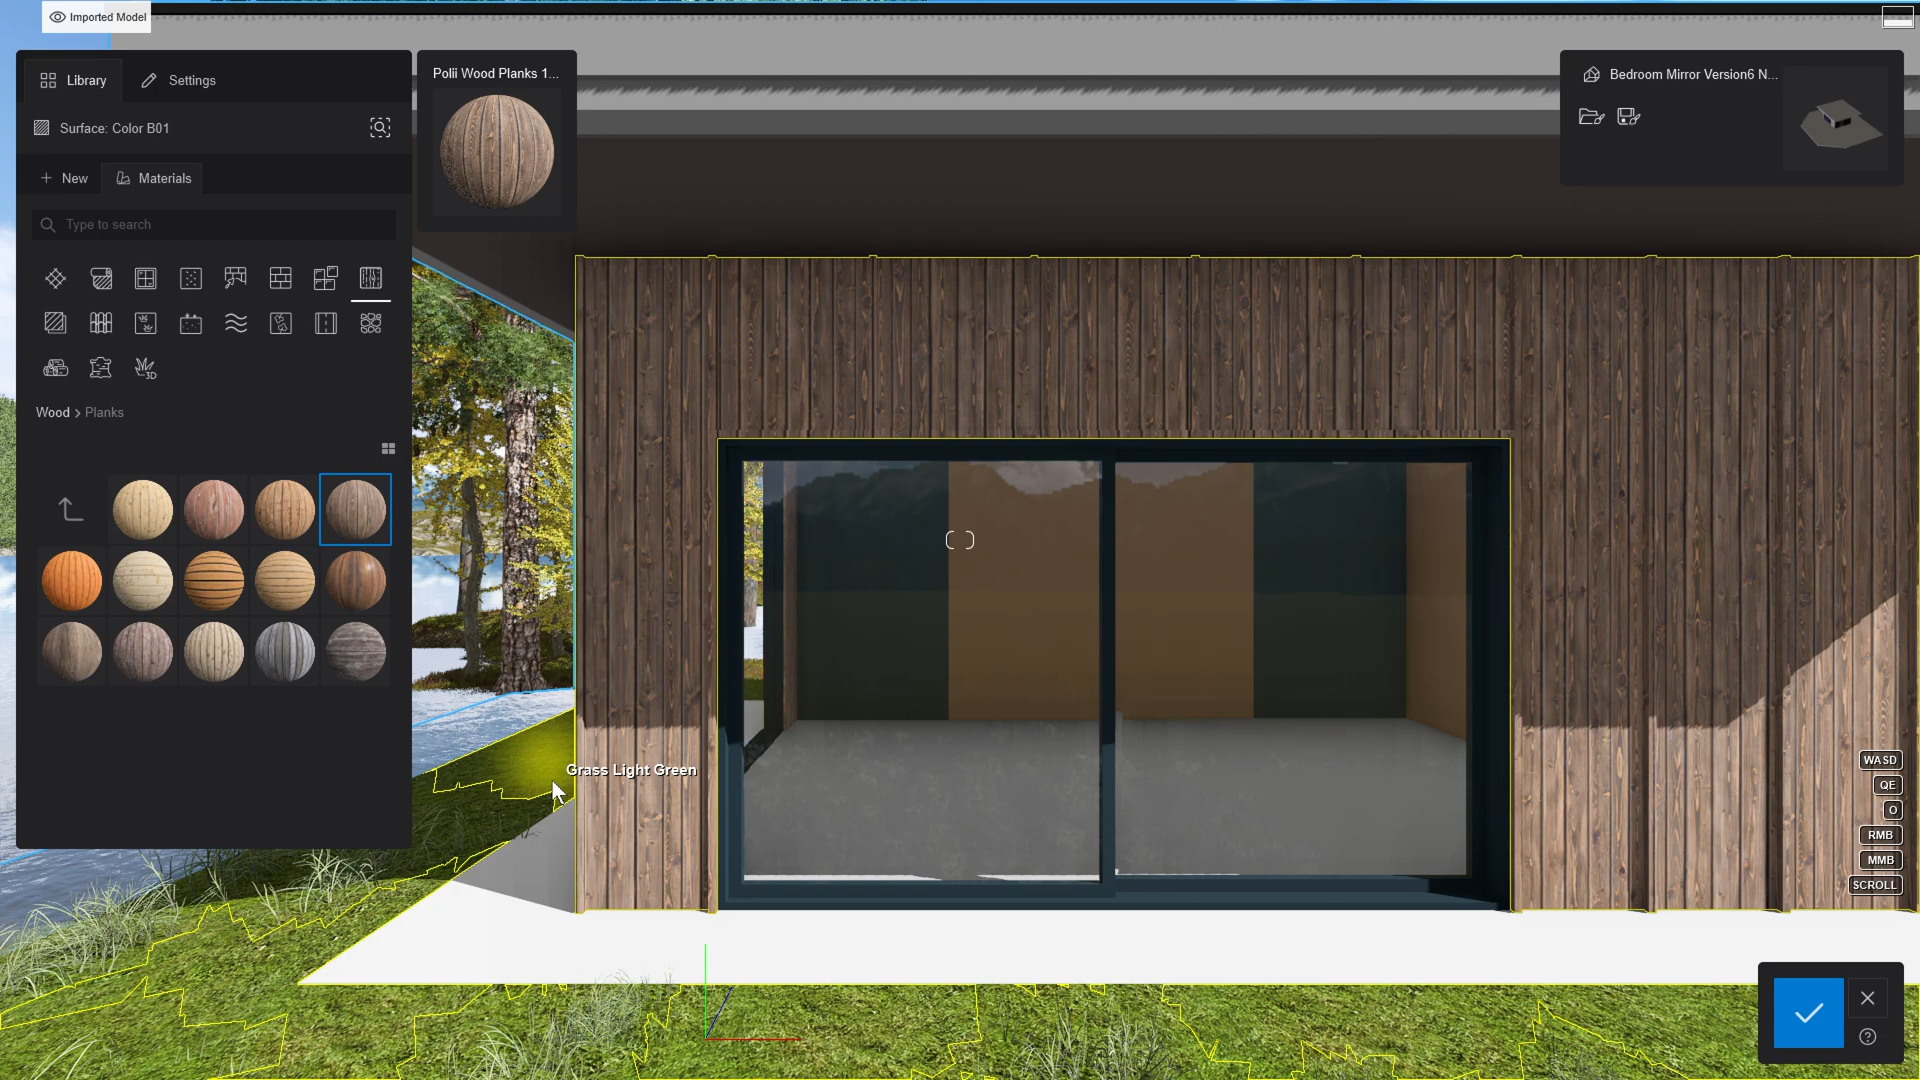 Imported Model
Library
Settings
Polii Wood Planks 1...
Bedroom Mirror Version6 N...
Surface: Color B01
New
Materials
Type to search
3D
Wood > Planks
Grass Light Green
WASD
QE
O
RMB
MMB
SCROLL